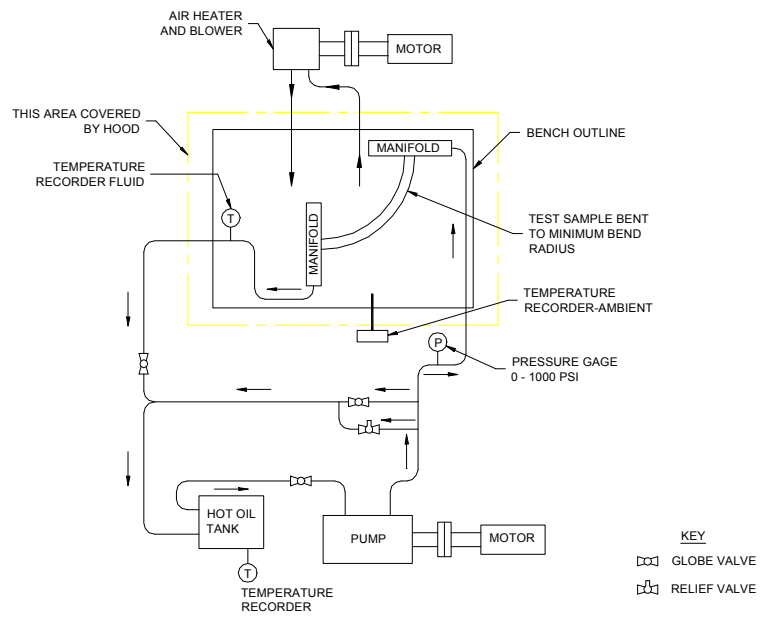 AIR HEATER
AND BLOWER
MOTOR
THIS AREA COVERED
BY HOOD
BENCH OUTLINE
MANIFOLD
TEMPERATURE
RECORDER FLUID
T
MANIFOLD
TEST SAMPLE BENT
TO MINIMUM BEND
RADIUS
TEMPERATURE
RECORDER-AMBIENT
P
PRESSURE GAGE
0 - 1000 PSI
HOT OIL
TANK
PUMP
MOTOR
T
TEMPERATURE
RECORDER
KEY
GLOBE VALVE
RELIEF VALVE